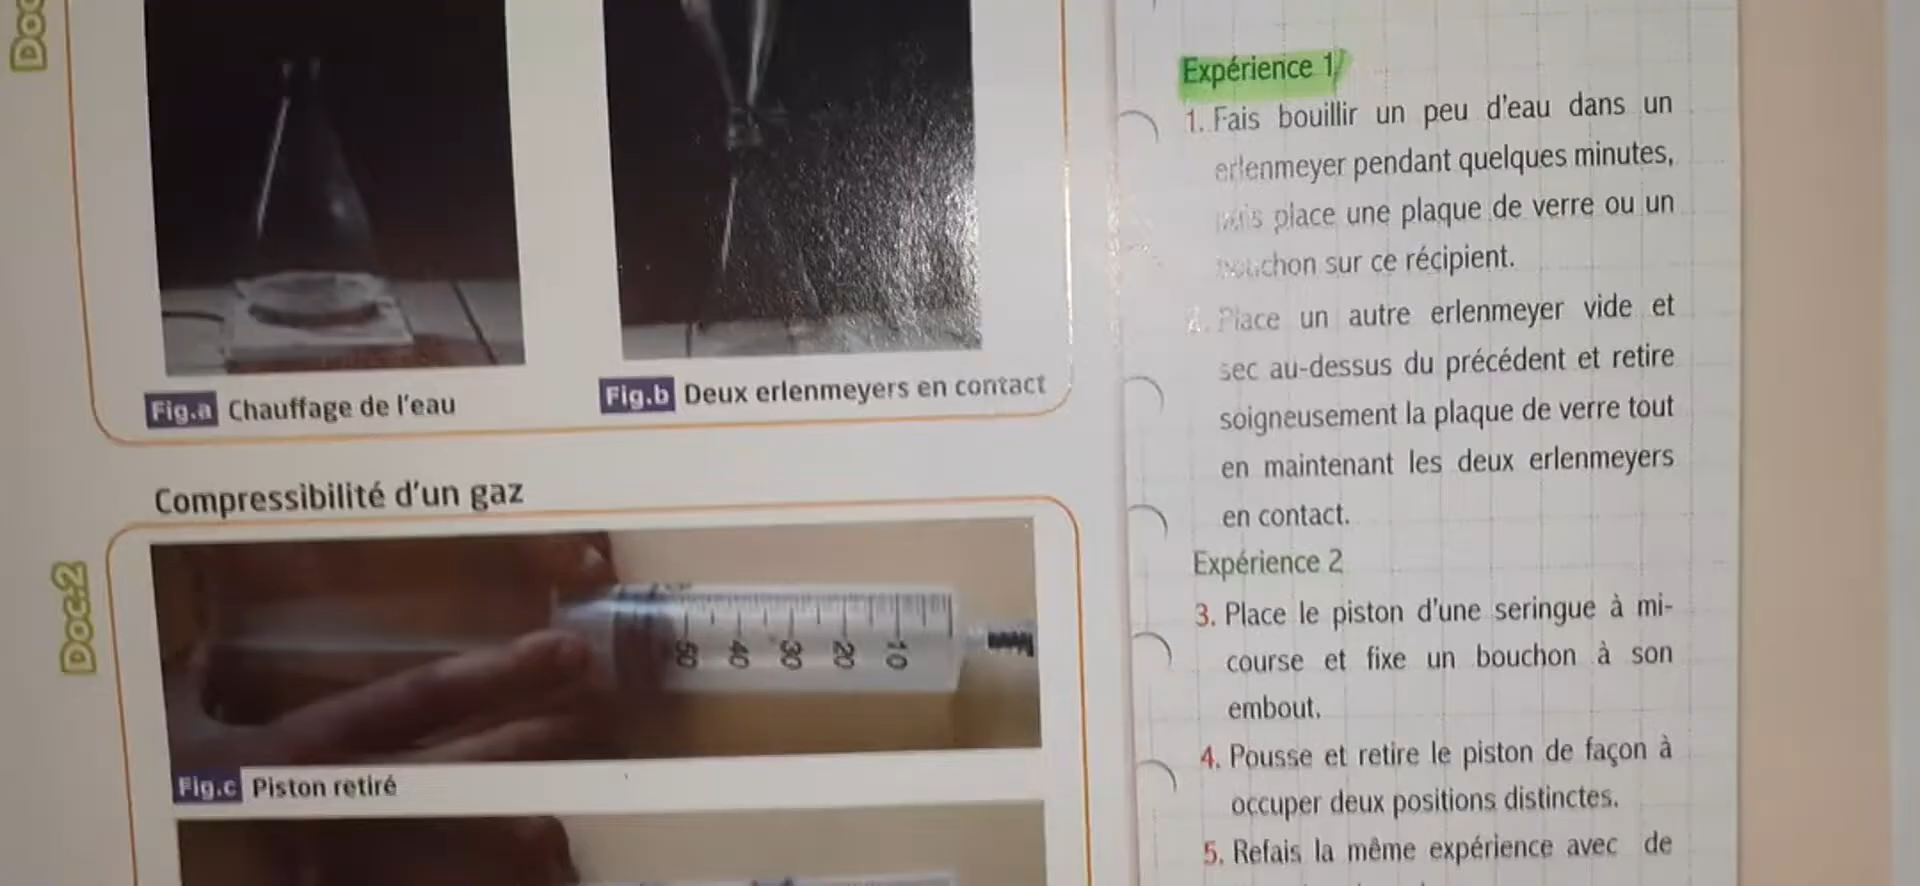 Doc
Fig.a Chauffage de l'eau
Fig.b Deux erlenmeyers en contact
Compressibilité d'un gaz
Doc.2
50 40 30 20 10
Fig.c Piston retiré
Expérience 1
1. Fais bouillir un peu d'eau dans un
erlenmeyer pendant quelques minutes,
puis place une plaque de verre ou un
bouchon sur ce récipient.
2. Place un autre erlenmeyer vide et
sec au-dessus du précédent et retire
soigneusement la plaque de verre tout
en maintenant les deux erlenmeyers
en contact.
Expérience 2
3. Place le piston d'une seringue à mi-
course et fixe un bouchon à son
embout.
4. Pousse et retire le piston de façon à
occuper deux positions distinctes.
5. Refais la même expérience avec de